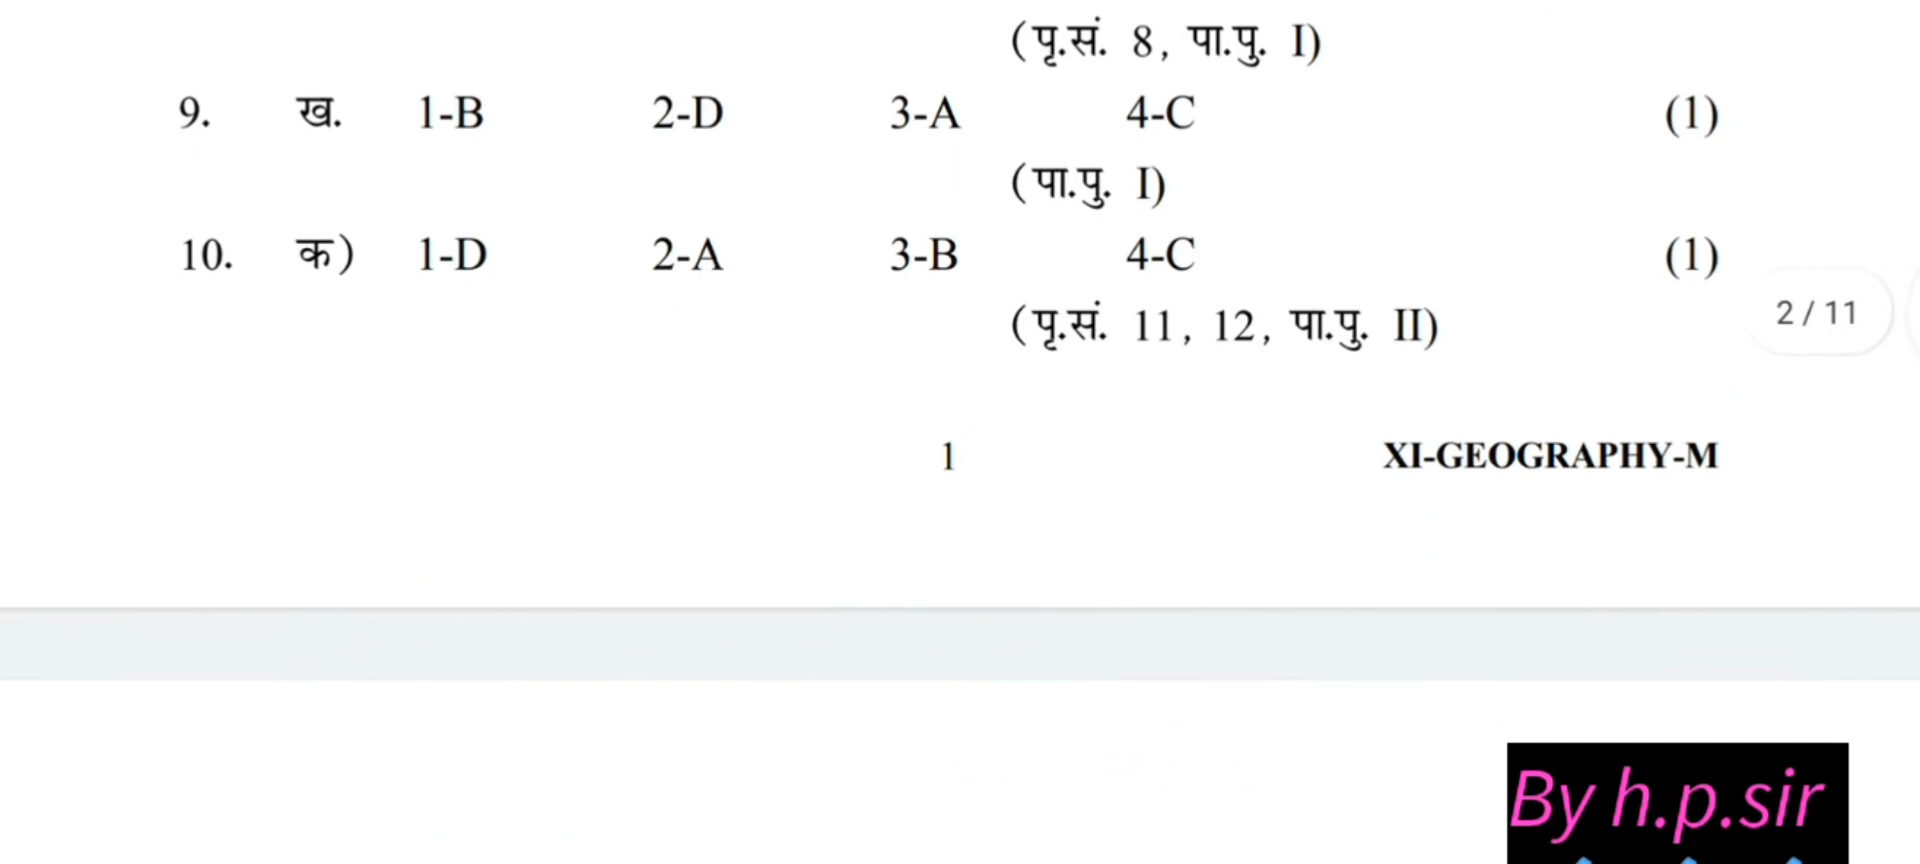 (पृ.सं. 8, पा.पु. I)
9. ख. 1-B 2-D 3-A 4-C (1)
(पा.पु. I)
10. क) 1-D 2-A 3-B 4-C (1)
2 / 11
(पृ.सं. 11, 12, पा.पु. II)
1 XI-GEOGRAPHY-M
By h.p.sir